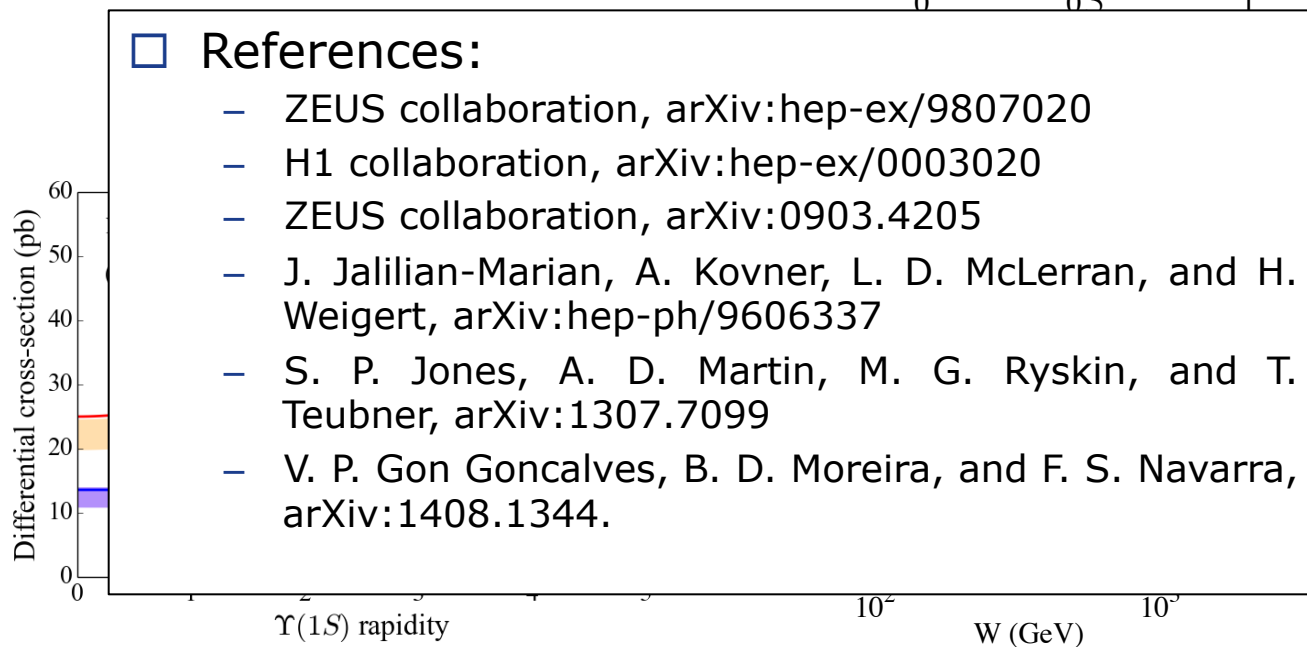 References:
– ZEUS collaboration, arXiv:hep-ex/9807020
– H1 collaboration, arXiv:hep-ex/0003020
– ZEUS collaboration, arXiv:0903.4205
– J. Jalilian-Marian, A. Kovner, L. D. McLerran, and H.
Weigert, arXiv:hep-ph/9606337
– S. P. Jones, A. D. Martin, M. G. Ryskin, and T.
Teubner, arXiv:1307.7099
– V. P. Gon Goncalves, B. D. Moreira, and F. S. Navarra,
arXiv:1408.1344.
Differential cross-section (pb)
60
50
40
30
20
10
0
0
10²
Υ(1S) rapidity
W (GeV)